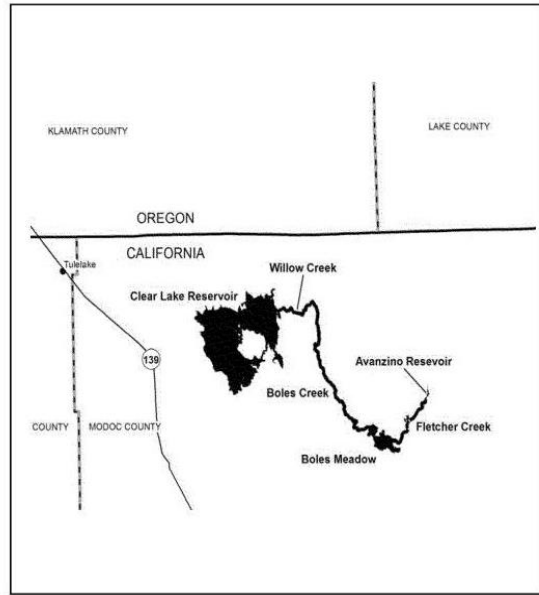 KLAMATH COUNTY
LAKE COUNTY
OREGON
CALIFORNIA
Tulelake
Willow Creek
Clear Lake Reservoir
139
Avanzino Resevoir
Boles Creek
COUNTY
MODOC COUNTY
Fletcher Creek
Boles Meadow